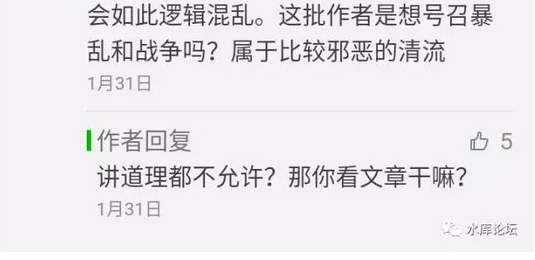 会如此逻辑混乱。这批作者是想号召暴
乱和战争吗？属于比较邪恶的清流
1月31日
作者回复
5
讲道理都不允许？那你看文章干嘛？
1月31日
水库论坛